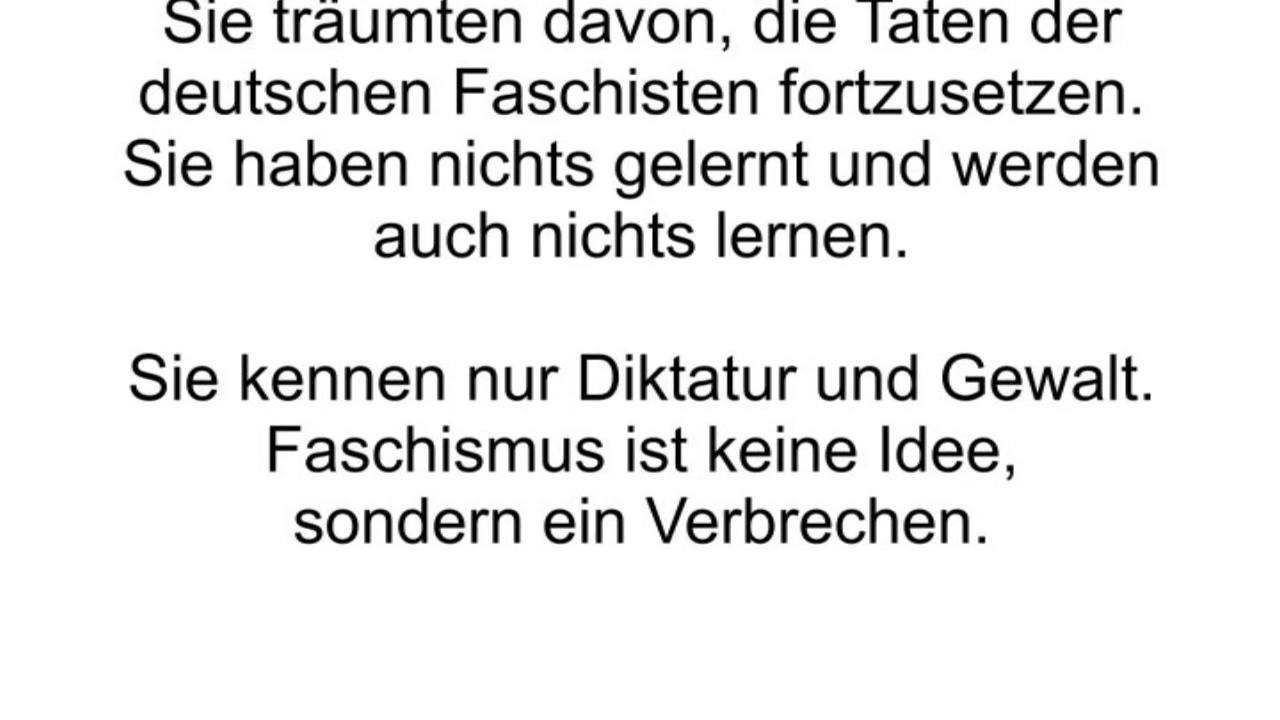 Sie träumten davon, die Taten der
deutschen Faschisten fortzusetzen.
Sie haben nichts gelernt und werden
auch nichts lernen.
Sie kennen nur Diktatur und Gewalt.
Faschismus ist keine Idee,
sondern ein Verbrechen.